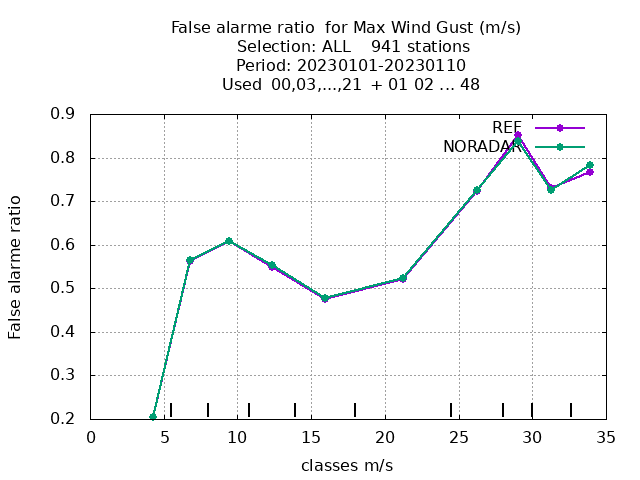 False alarme ratio  for Max Wind Gust (m/s)
Selection: ALL    941 stations
Period: 20230101-20230110
Used  00,03,...,21  + 01 02 ... 48
0.9
0.8
0.7
0.6
0.5
0.4
0.3
0.2
False alarme ratio
REF
NORADAR
0 5 10 15 20 25 30 35
classes m/s